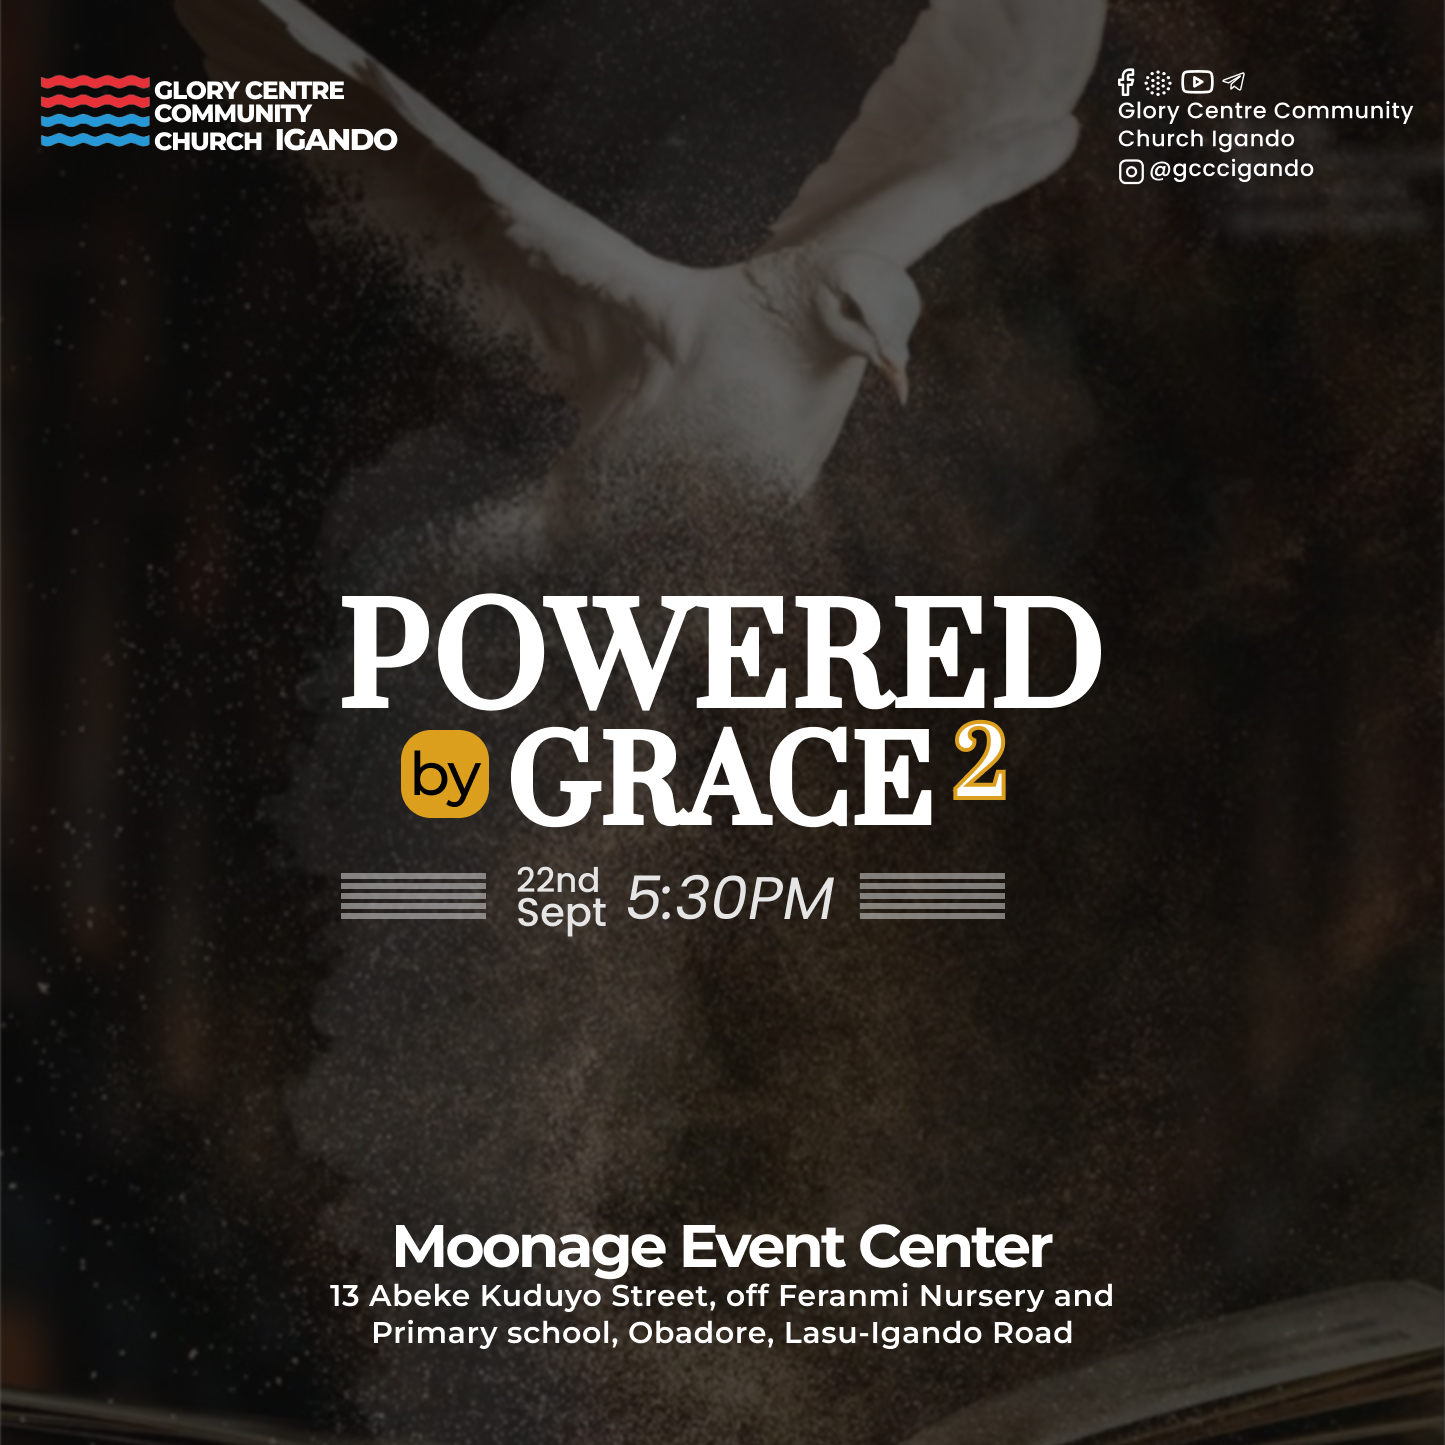 GLORY CENTRE
COMMUNITY
CHURCH IGANDO
Glory Centre Community
Church Igando
@gcccigando
POWERED
by GRACE 2
22nd
Sept 5:30PM
Moonage Event Center
13 Abeke Kuduyo Street, off Feranmi Nursery and
Primary school, Obadore, Lasu-Igando Road